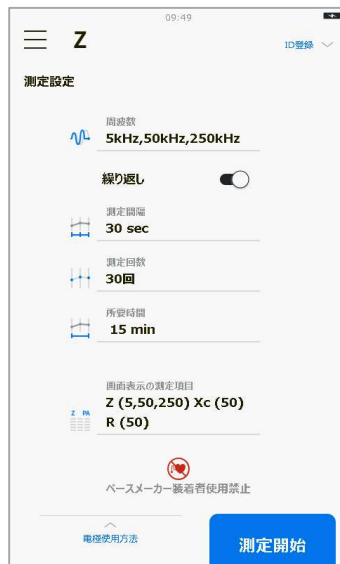 09:49
Z
ID登録
測定設定
周波数
5kHz,50kHz,250kHz
繰り返し
測定間隔
30 sec
測定回数
30回
所要時間
15 min
画面表示の測定項目
Z PA
Z (5,50,250) Xc (50)
R (50)
ペースメーカー装着者使用禁止
電極使用方法
測定開始